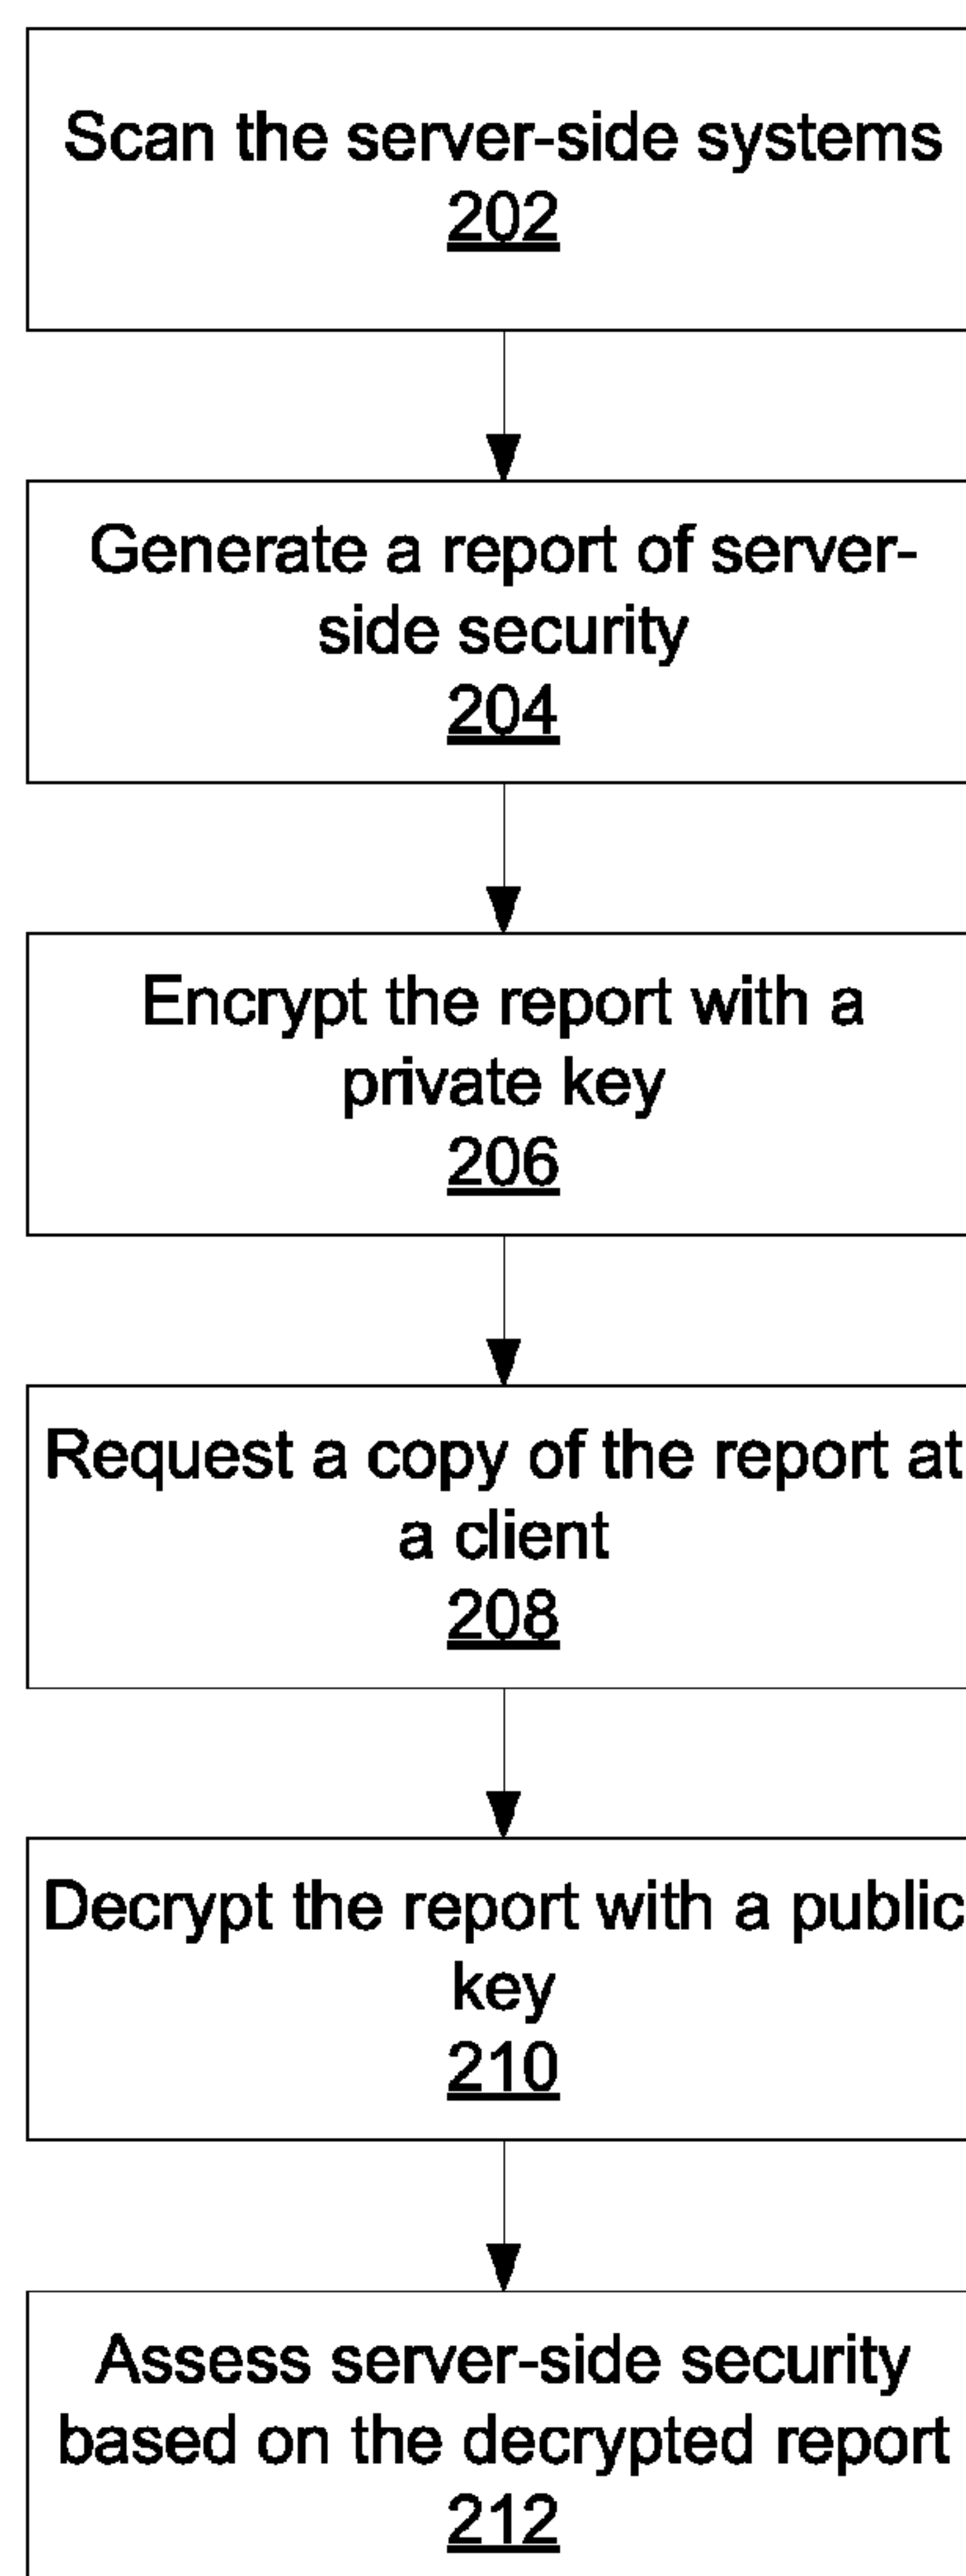 Scan the server-side systems
202
Generate a report of server-
side security
204
Encrypt the report with a
private key
206
Request a copy of the report at
a client
208
Decrypt the report with a public
key
210
Assess server-side security
based on the decrypted report
212